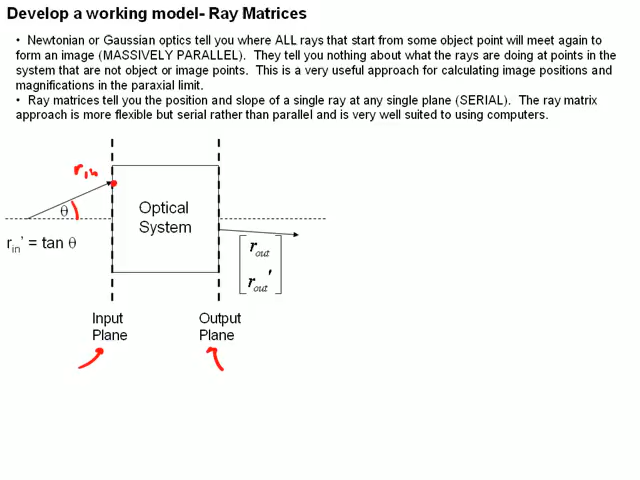 Develop a working model- Ray Matrices
• Newtonian or Gaussian optics tell you where ALL rays that start from some object point will meet again to
form an image (MASSIVELY PARALLEL). They tell you nothing about what the rays are doing at points in the
system that are not object or image points. This is a very useful approach for calculating image positions and
magnifications in the paraxial limit.
• Ray matrices tell you the position and slope of a single ray at any single plane (SERIAL). The ray matrix
approach is more flexible but serial rather than parallel and is very well suited to using computers.
r_in
θ
Optical
System
r_in' = tan θ
r_out
r_out'
Input
Plane
Output
Plane